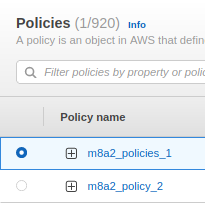 Policies (1/920) Info
A policy is an object in AWS that defin
Filter policies by property or polic
Policy name
m8a2_policies_1
m8a2_policy_2